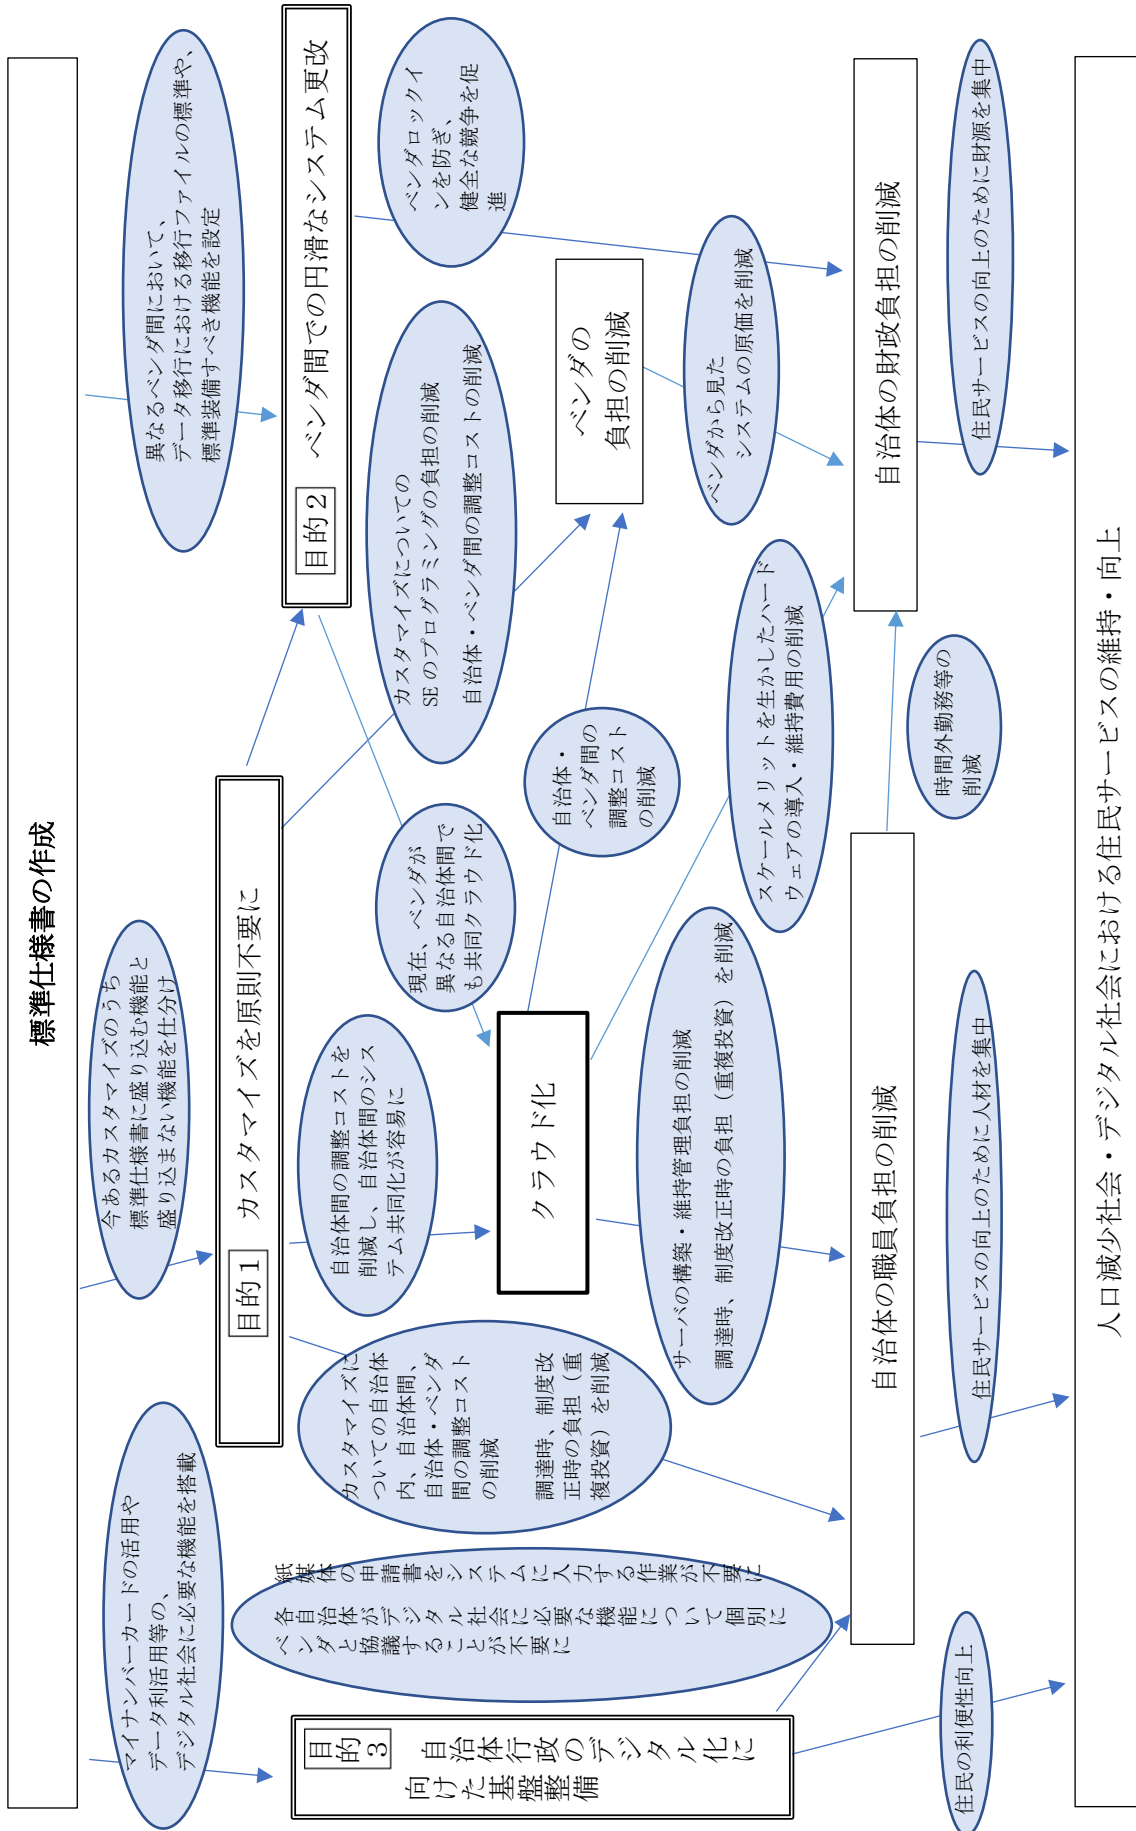 標準仕様書の作成
マイナンバーカードの活用や
データ利活用等の、
デジタル社会に必要な機能を搭載
今あるカスタマイズのうち
標準仕様書に盛り込む機能と
盛り込まない機能を仕分け
異なるベンダ間において、
データ移行における移行ファイルの標準や、
標準装備すべき機能を設定
目的1 カスタマイズを原則不要に
目的2 ベンダ間での円滑なシステム更改
目的
3
自治体行政のデジタル化に
向けた基盤整備
紙媒体の申請書をシステムに入力する作業が不要に
各自治体がデジタル社会に必要な機能について個別に
ベンダと協議することが不要に
カスタマイズに
ついての自治体
内、自治体間、
自治体・ベンダ
間の調整コスト
の削減
調達時、制度改
正時の負担（重
複投資）を削減
自治体間の調整コストを
削減し、自治体間のシス
テム共同化が容易に
現在、ベンダが
異なる自治体間で
も共同クラウド化
カスタマイズについての
SEのプログラミングの負担の削減
自治体・ベンダ間の調整コストの削減
ベンダロックイ
ンを防ぎ、
健全な競争を促
進
クラウド化
自治体・
ベンダ間の
調整コスト
の削減
ベンダの
負担の削減
サーバの構築・維持管理負担の削減
調達時、制度改正時の負担（重複投資）を削減
スケールメリットを生かしたハード
ウェアの導入・維持費用の削減
ベンダから見た
システムの原価を削減
自治体の職員負担の削減
時間外勤務等の
削減
自治体の財政負担の削減
住民の利便性向上
住民サービスの向上のために人材を集中
住民サービスの向上のために財源を集中
人口減少社会・デジタル社会における住民サービスの維持・向上